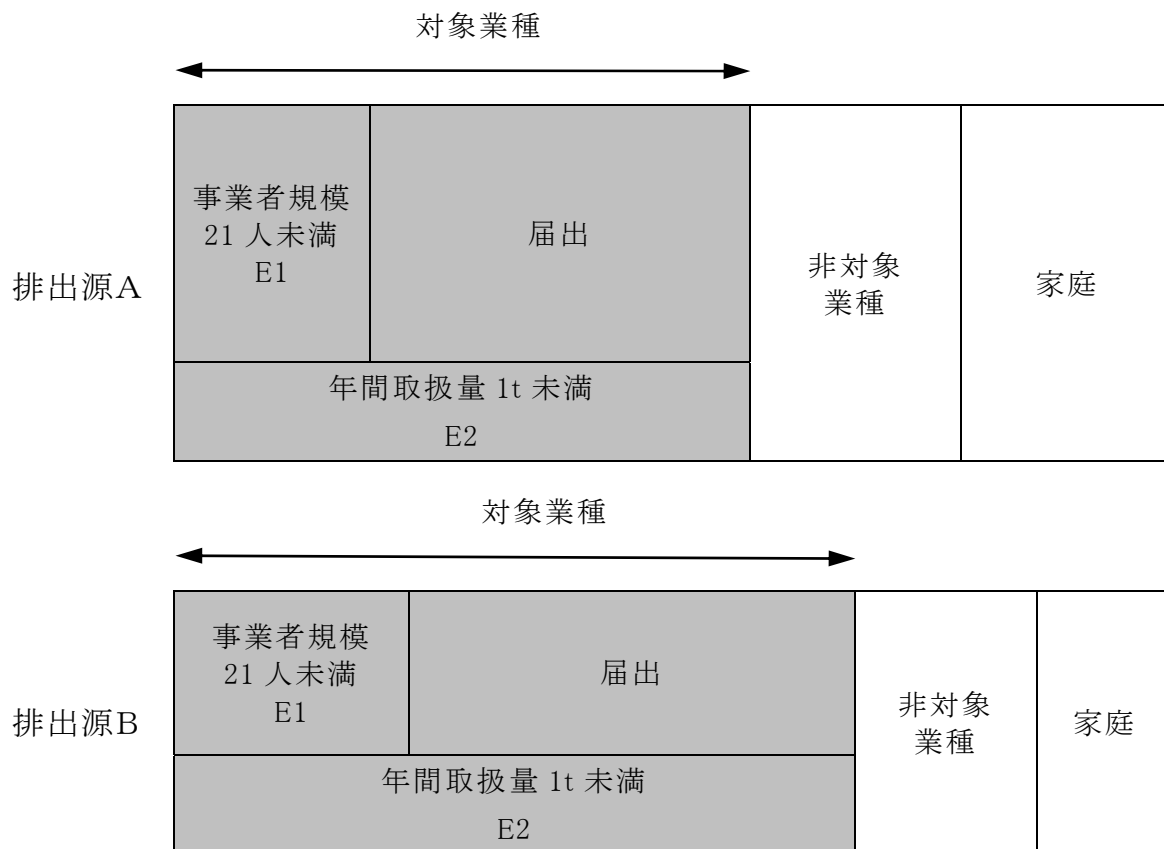 対象業種
排出源A
事業者規模
21 人未満
E1
届出
非対象
業種
家庭
年間取扱量 1t 未満
E2
対象業種
排出源B
事業者規模
21 人未満
E1
届出
非対象
業種
家庭
年間取扱量 1t 未満
E2